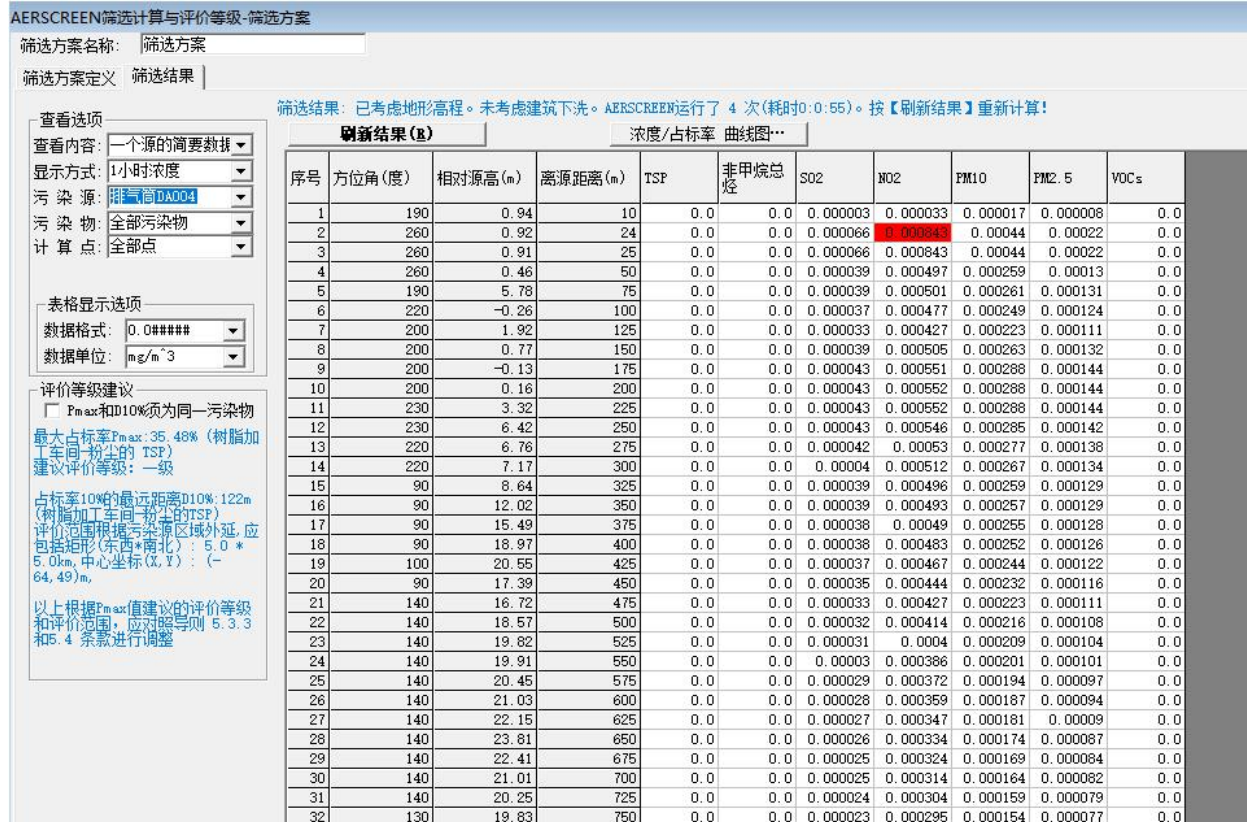 AERSCREEN筛选计算与评价等级-筛选方案
筛选方案名称: 筛选方案
筛选方案定义 筛选结果
筛选结果: 已考虑地形高程。未考虑建筑下洗。AERSCREEN运行了 4 次(耗时0:0:55)。按【刷新结果】重新计算!
刷新结果(R) 浓度/占标率 曲线图…
查看选项
查看内容: 一个源的简要数据
显示方式: 1小时浓度
污 染 源: 排气筒DA004
污 染 物: 全部污染物
计 算 点: 全部点
表格显示选项
数据格式: 0.0#####
数据单位: mg/m^3
评价等级建议
Pmax和D10%须为同一污染物
最大占标率Pmax:35.48% (树脂加
工车间-粉尘的 TSP)
建议评价等级: 一级
占标率10%的最远距离D10%:122m
(树脂加工车间-粉尘的TSP)
评价范围根据污染源区域外延,应
包括矩形(东西*南北): 5.0 *
5.0km,中心坐标(X,Y): (-
64,49)m,
以上根据Pmax值建议的评价等级
和评价范围, 应对照导则 5.3.3
和5.4 条款进行调整
序号 方位角(度) 相对源高(m) 离源距离(m) TSP 非甲烷总烃 SO2 NO2 PM10 PM2.5 VOCs
1 190 0.94 10 0.0 0.0 0.000003 0.000033 0.000017 0.000008 0.0
2 260 0.92 24 0.0 0.0 0.000066 0.000843 0.00044 0.00022 0.0
3 260 0.91 25 0.0 0.0 0.000066 0.000843 0.00044 0.00022 0.0
4 260 0.46 50 0.0 0.0 0.000039 0.000497 0.000259 0.00013 0.0
5 190 5.78 75 0.0 0.0 0.000039 0.000501 0.000261 0.000131 0.0
6 220 -0.26 100 0.0 0.0 0.000037 0.000477 0.000249 0.000124 0.0
7 200 1.92 125 0.0 0.0 0.000033 0.000427 0.000223 0.000111 0.0
8 200 0.77 150 0.0 0.0 0.000039 0.000505 0.000263 0.000132 0.0
9 200 -0.13 175 0.0 0.0 0.000043 0.000551 0.000288 0.000144 0.0
10 200 0.16 200 0.0 0.0 0.000043 0.000552 0.000288 0.000144 0.0
11 230 3.32 225 0.0 0.0 0.000043 0.000552 0.000288 0.000144 0.0
12 230 6.42 250 0.0 0.0 0.000043 0.000546 0.000285 0.000142 0.0
13 220 6.76 275 0.0 0.0 0.000042 0.00053 0.000277 0.000138 0.0
14 220 7.17 300 0.0 0.0 0.00004 0.000512 0.000267 0.000134 0.0
15 90 8.64 325 0.0 0.0 0.000039 0.000496 0.000259 0.000129 0.0
16 90 12.02 350 0.0 0.0 0.000039 0.000493 0.000257 0.000129 0.0
17 90 15.49 375 0.0 0.0 0.000038 0.00049 0.000255 0.000128 0.0
18 90 18.97 400 0.0 0.0 0.000038 0.000483 0.000252 0.000126 0.0
19 100 20.55 425 0.0 0.0 0.000037 0.000467 0.000244 0.000122 0.0
20 90 17.39 450 0.0 0.0 0.000035 0.000444 0.000232 0.000116 0.0
21 140 16.72 475 0.0 0.0 0.000033 0.000427 0.000223 0.000111 0.0
22 140 18.57 500 0.0 0.0 0.000032 0.000414 0.000216 0.000108 0.0
23 140 19.82 525 0.0 0.0 0.000031 0.0004 0.000209 0.000104 0.0
24 140 19.91 550 0.0 0.0 0.00003 0.000386 0.000201 0.000101 0.0
25 140 20.45 575 0.0 0.0 0.000029 0.000372 0.000194 0.000097 0.0
26 140 21.03 600 0.0 0.0 0.000028 0.000359 0.000187 0.000094 0.0
27 140 22.15 625 0.0 0.0 0.000027 0.000347 0.000181 0.00009 0.0
28 140 23.81 650 0.0 0.0 0.000026 0.000334 0.000174 0.000087 0.0
29 140 22.41 675 0.0 0.0 0.000025 0.000324 0.000169 0.000084 0.0
30 140 21.01 700 0.0 0.0 0.000025 0.000314 0.000164 0.000082 0.0
31 140 20.25 725 0.0 0.0 0.000024 0.000304 0.000159 0.000079 0.0
32 130 19.83 750 0.0 0.0 0.000023 0.000295 0.000154 0.000077 0.0